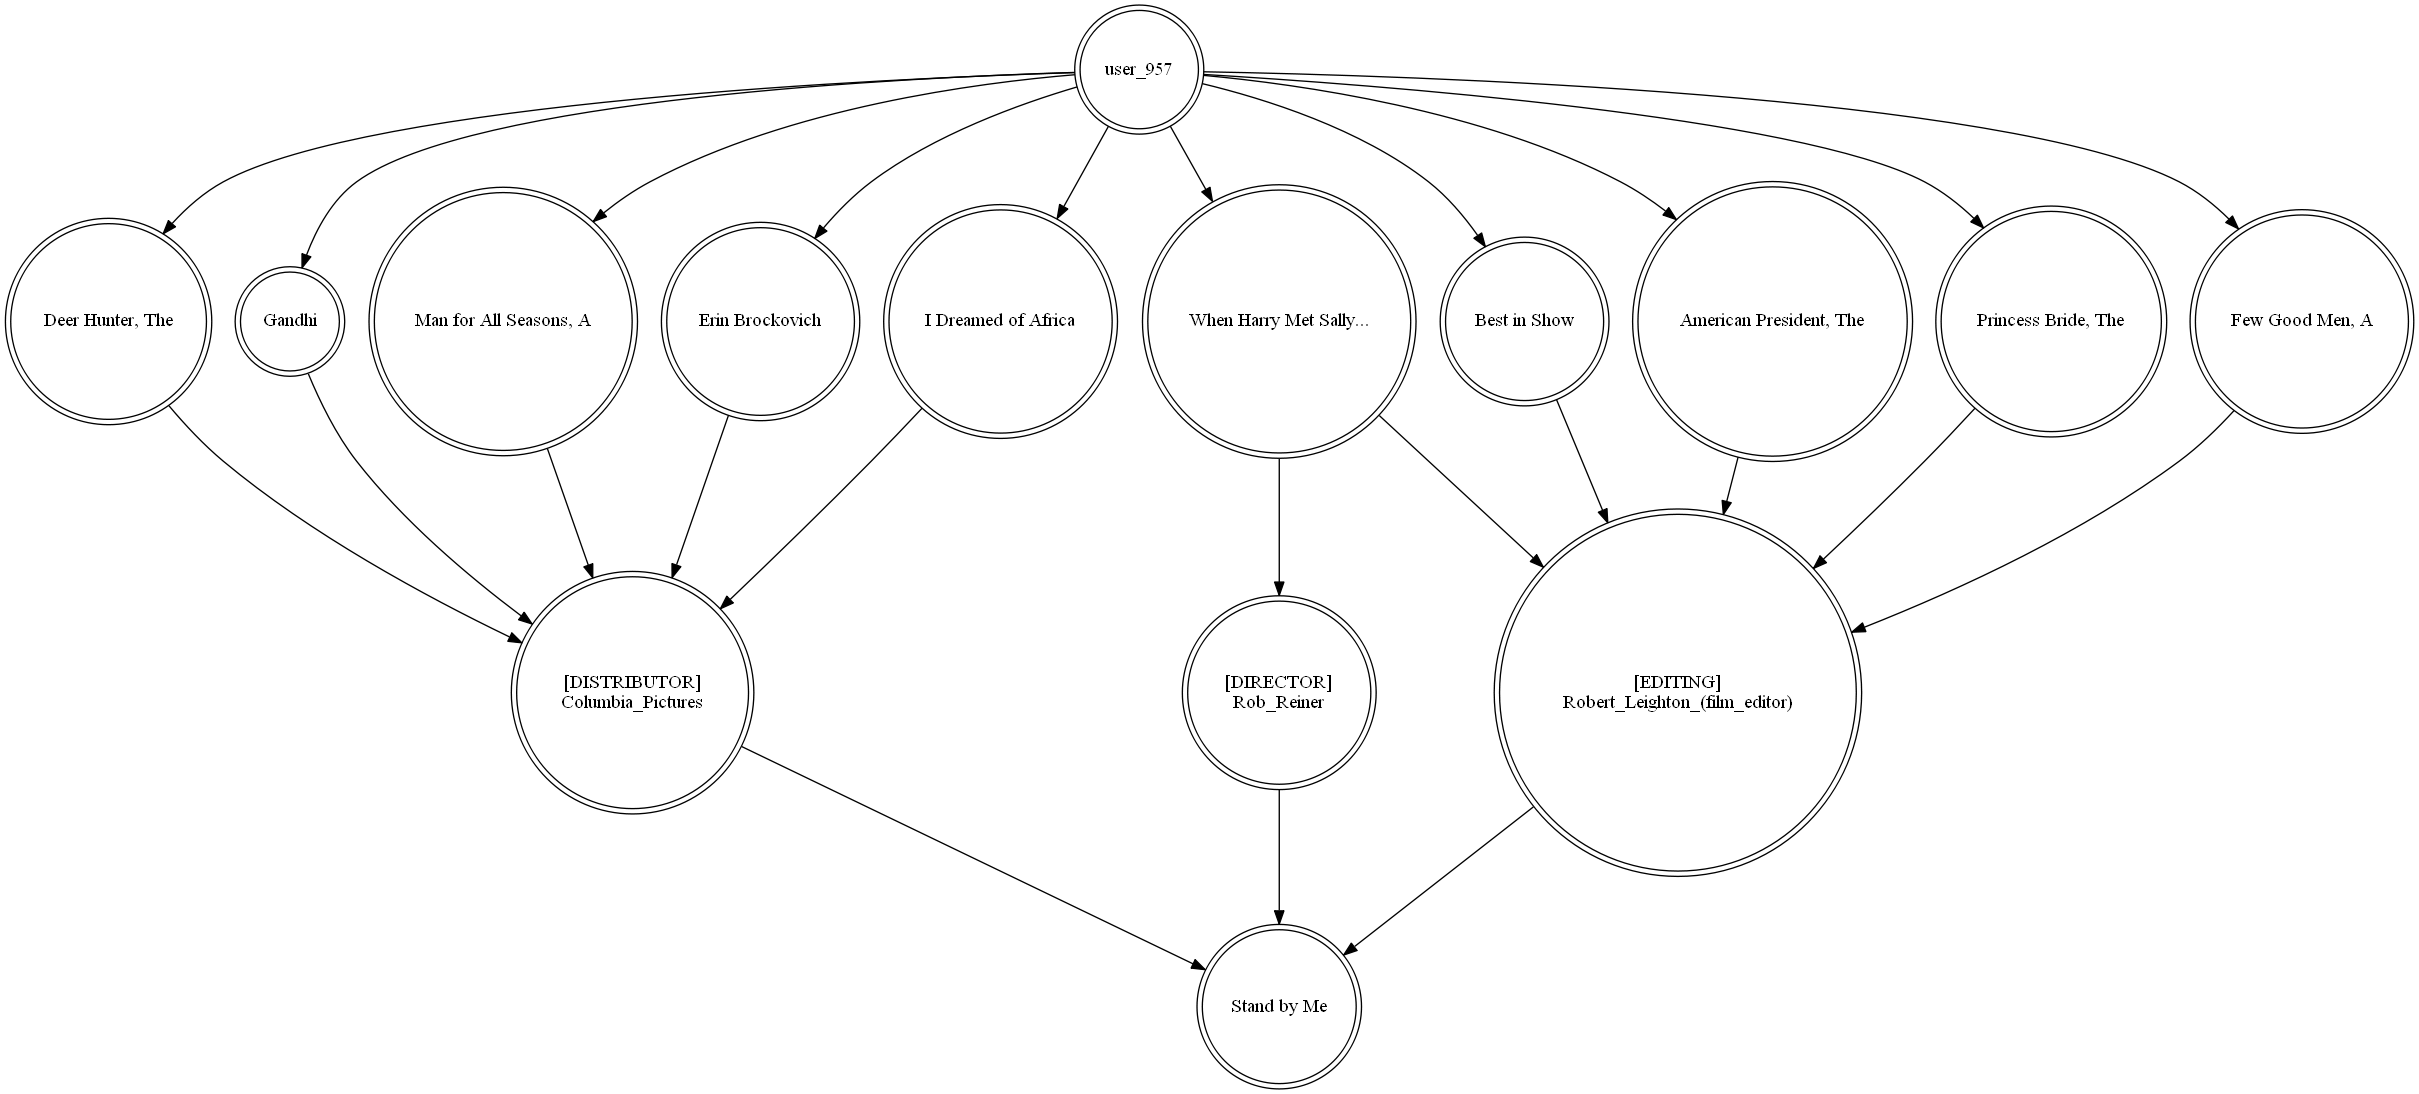 user_957
Deer Hunter, The
Gandhi
Man for All Seasons, A
Erin Brockovich
I Dreamed of Africa
When Harry Met Sally...
Best in Show
American President, The
Princess Bride, The
Few Good Men, A
[DISTRIBUTOR]
Columbia_Pictures
[DIRECTOR]
Rob_Reiner
[EDITING]
Robert_Leighton_(film_editor)
Stand by Me